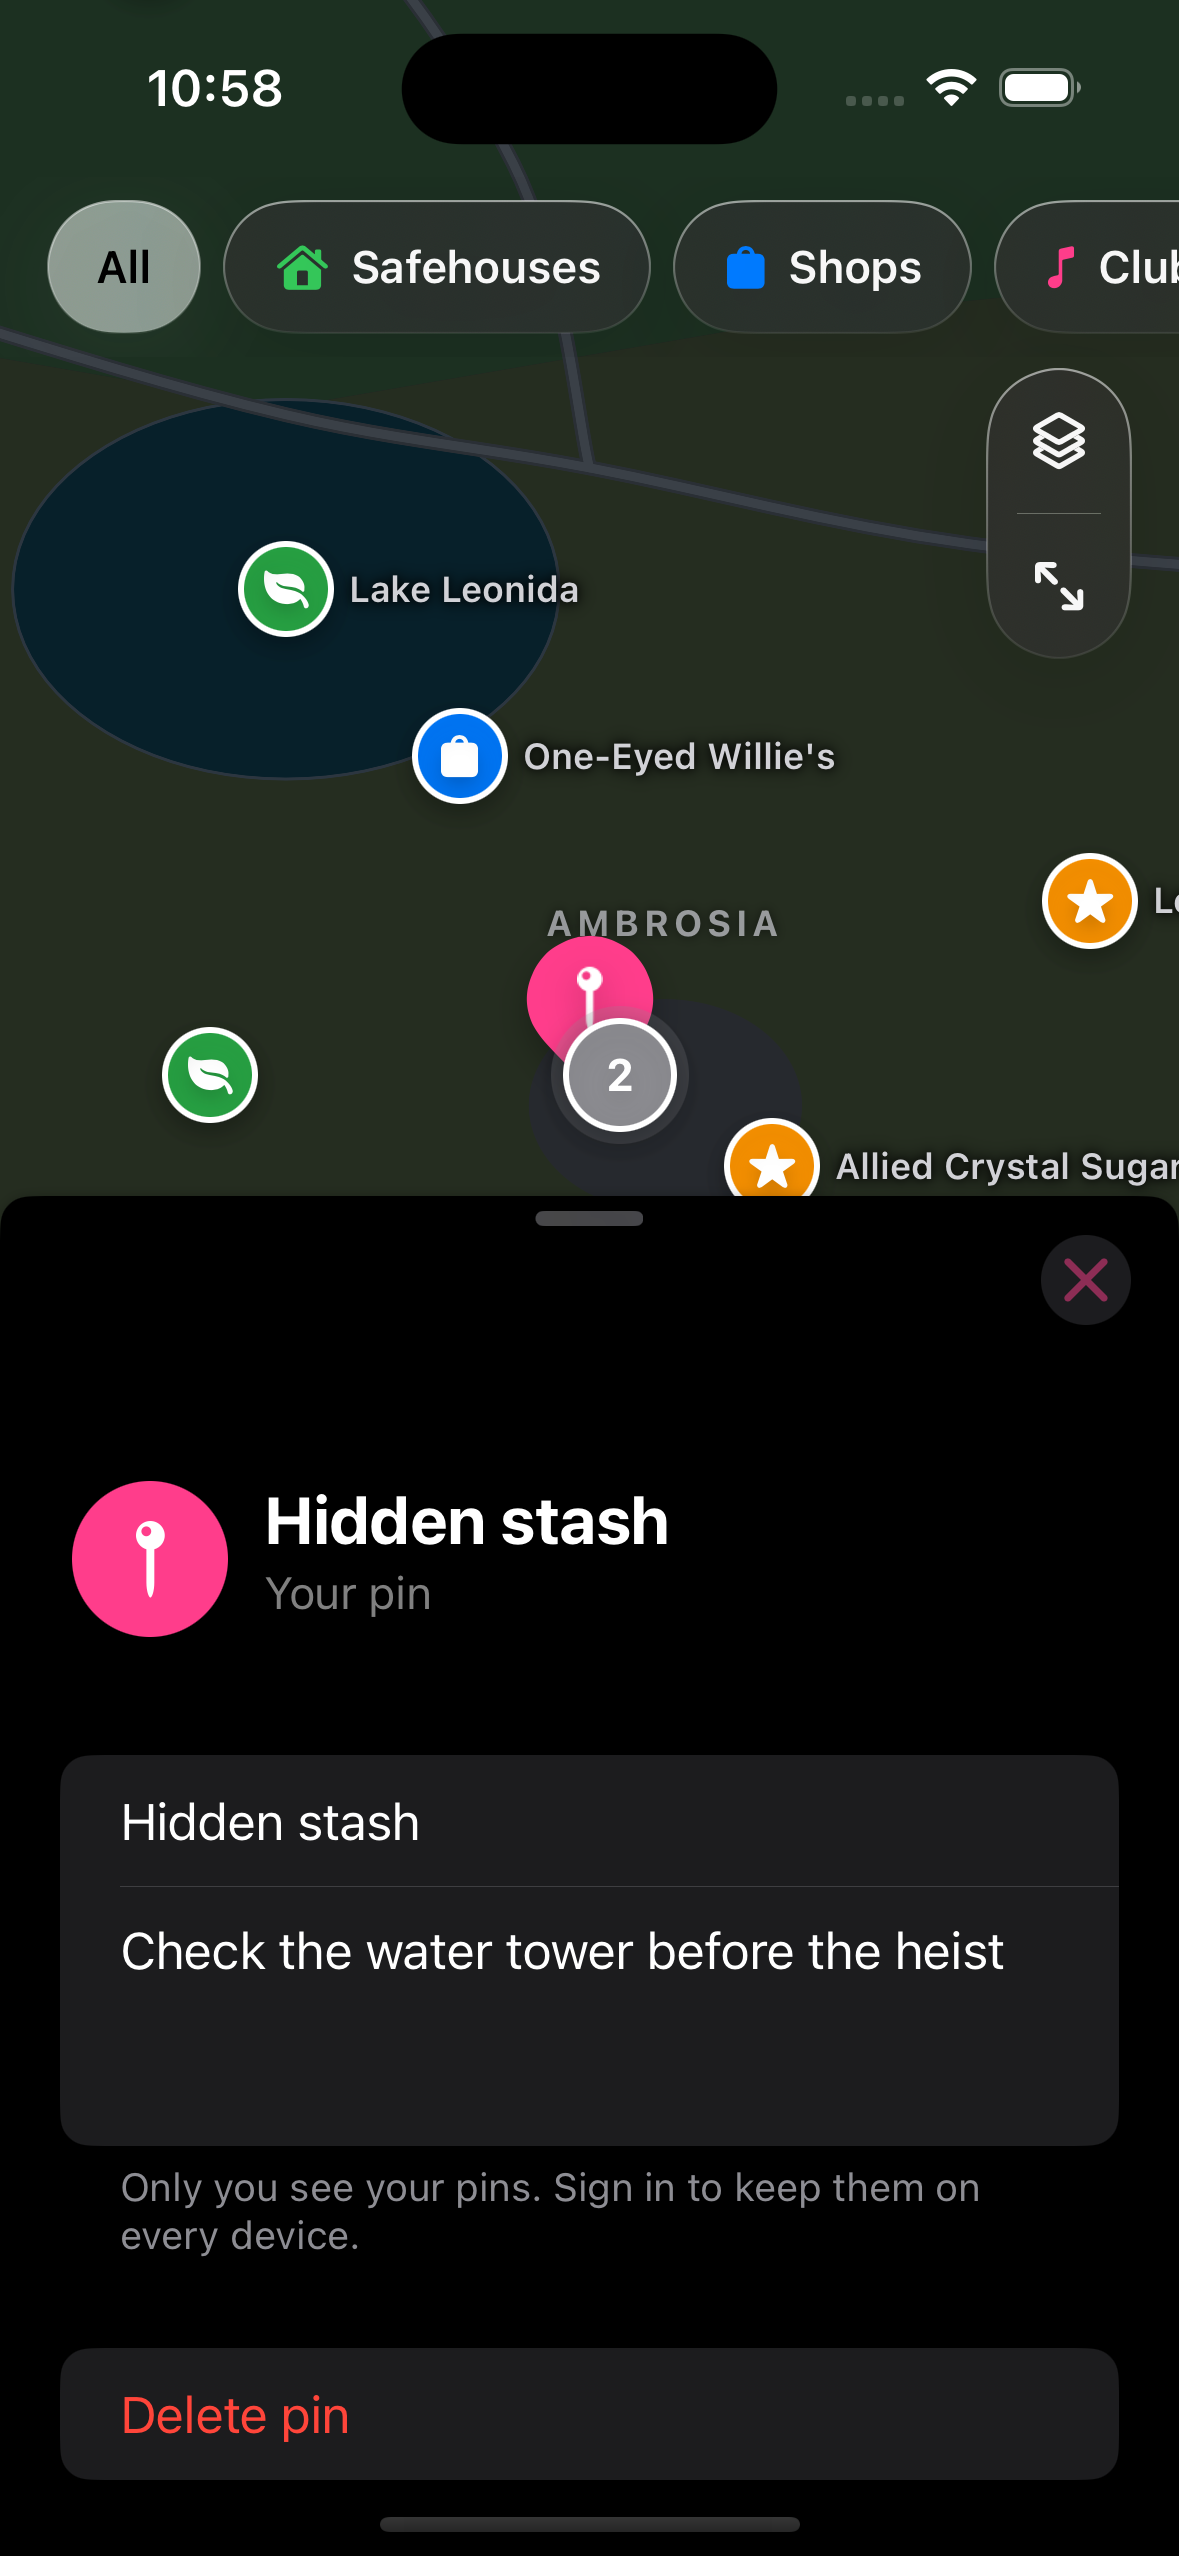 10:58
All
Safehouses
Shops
Club
Lake Leonida
One-Eyed Willie's
AMBROSIA
2
Allied Crystal Sugar
Hidden stash
Your pin
Hidden stash
Check the water tower before the heist
Only you see your pins. Sign in to keep them on
every device.
Delete pin